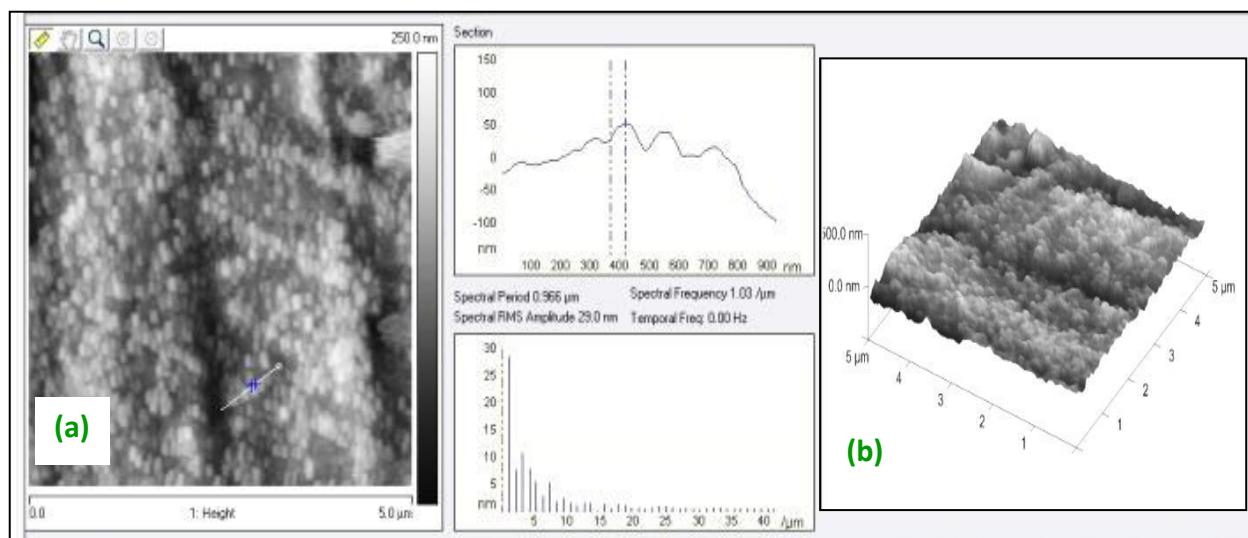 250.0 nm
(a)
0.0 1: Height 5.0 µm
Section
150
100
50
0
-50
-100
nm
100 200 300 400 500 600 700 800 900 nm
Spectral Period 0.966 µm Spectral Frequency 1.03 /µm
Spectral RMS Amplitude 29.0 nm Temporal Freq: 0.00 Hz
30
25
20
15
10
5
nm
5 10 15 20 25 30 35 40 /µm
500.0 nm
0.0 nm
5 µm
4
3
2
1
5 µm
4
3
2
1
(b)